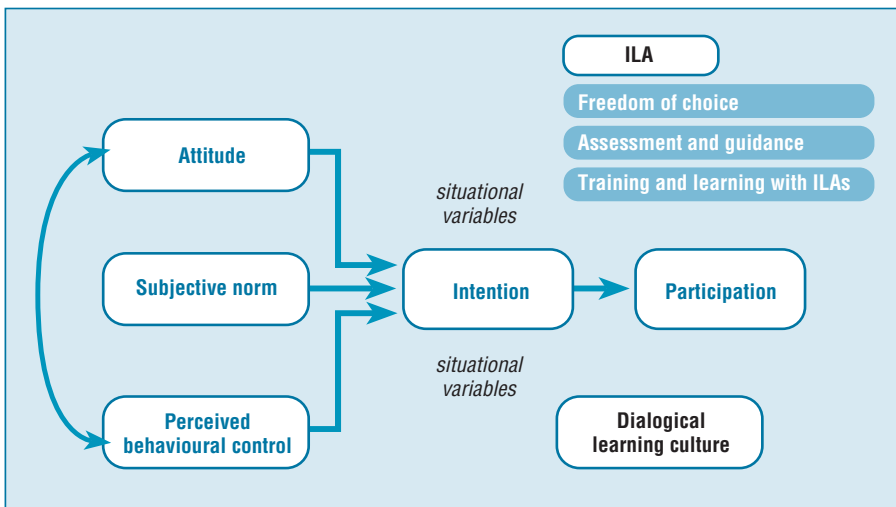 ILA
Freedom of choice
Assessment and guidance
Training and learning with ILAs
Attitude
situational
variables
Subjective norm
Intention
Participation
situational
variables
Perceived
behavioural control
Dialogical
learning culture